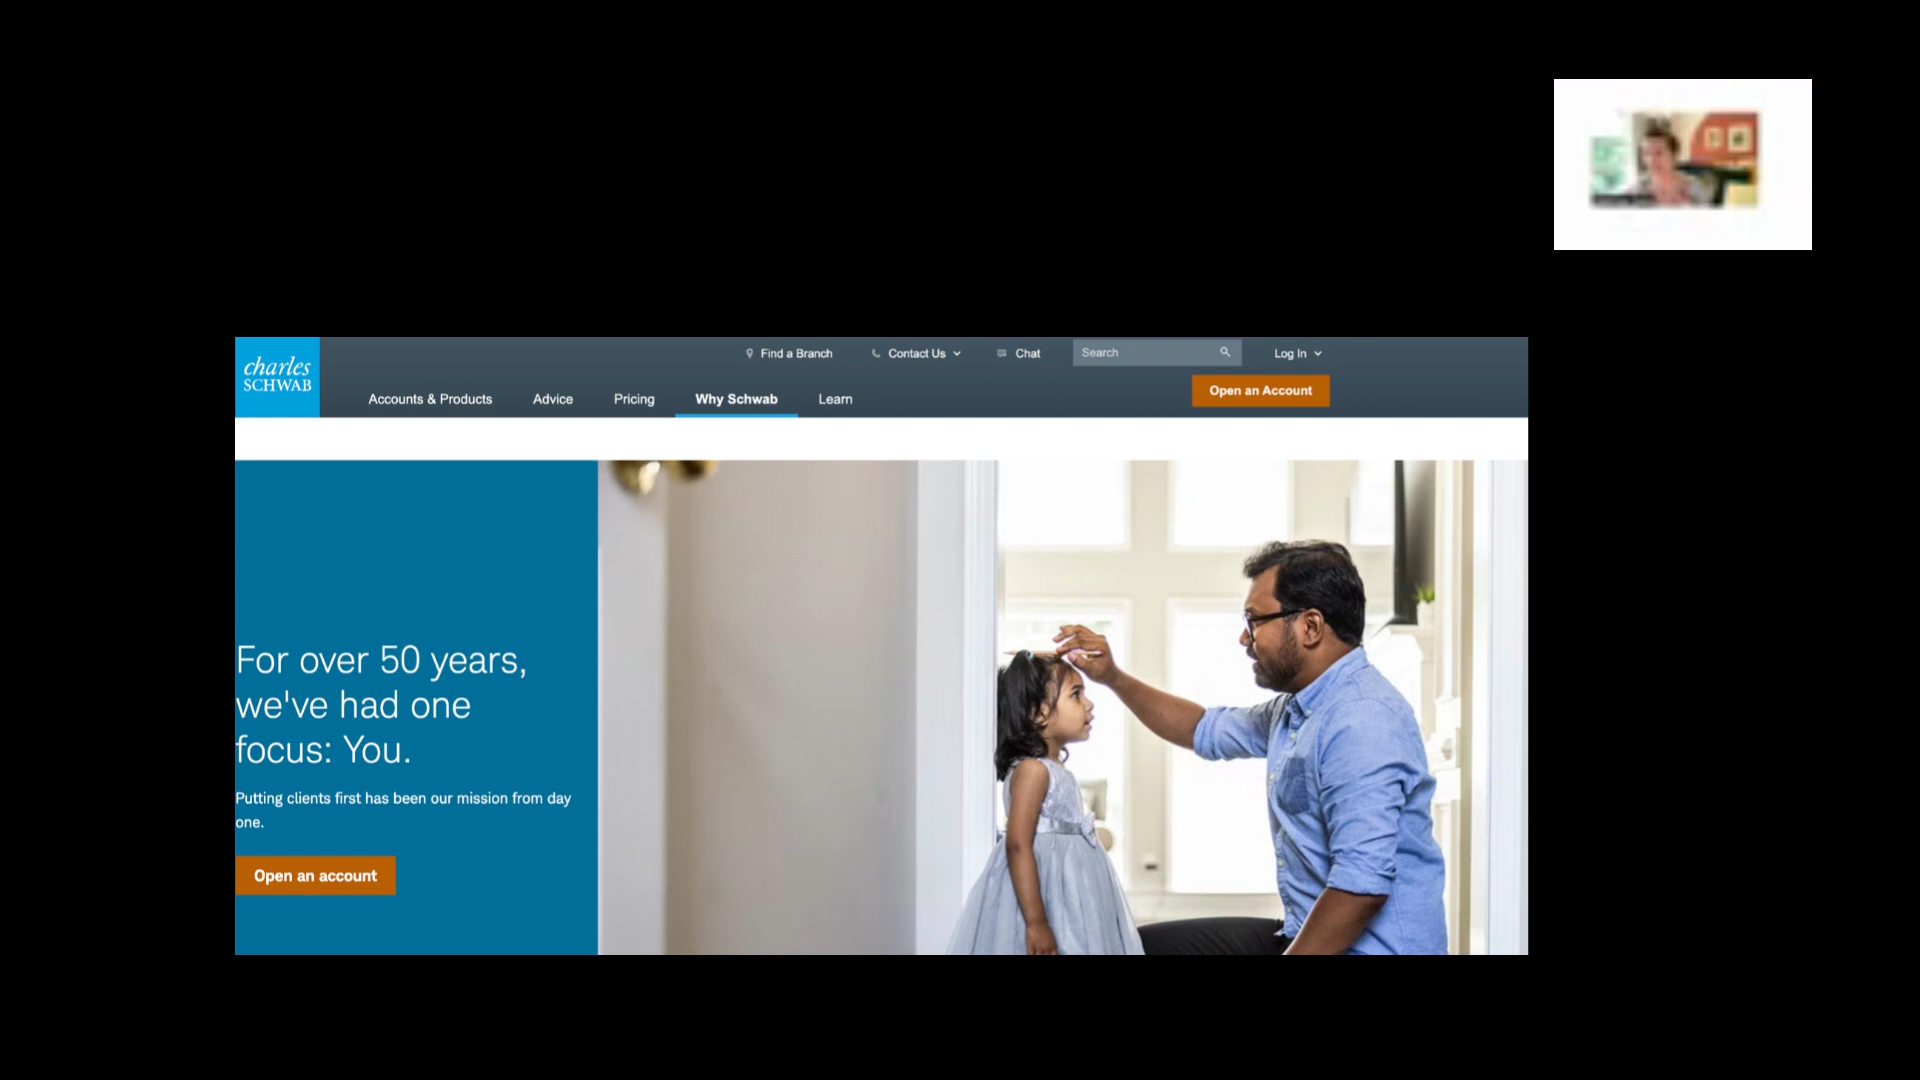 charles
SCHWAB
Find a Branch
Contact Us
Chat
Search
Log In
Accounts & Products
Advice
Pricing
Why Schwab
Learn
Open an Account
For over 50 years,
we've had one
focus: You.
Putting clients first has been our mission from day
one.
Open an account